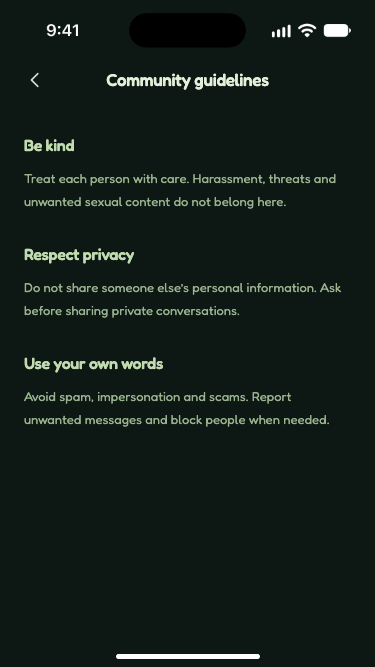 9:41
Community guidelines
Be kind
Treat each person with care. Harassment, threats and
unwanted sexual content do not belong here.
Respect privacy
Do not share someone else's personal information. Ask
before sharing private conversations.
Use your own words
Avoid spam, impersonation and scams. Report
unwanted messages and block people when needed.